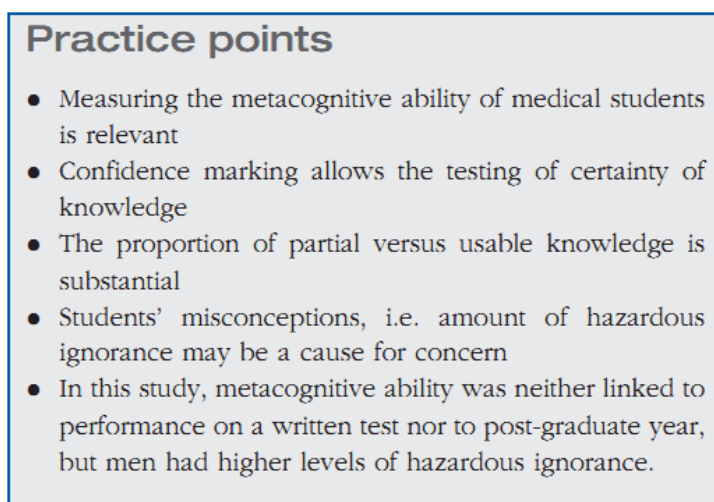 Practice points
● Measuring the metacognitive ability of medical students
is relevant
● Confidence marking allows the testing of certainty of
knowledge
● The proportion of partial versus usable knowledge is
substantial
● Students’ misconceptions, i.e. amount of hazardous
ignorance may be a cause for concern
● In this study, metacognitive ability was neither linked to
performance on a written test nor to post-graduate year,
but men had higher levels of hazardous ignorance.